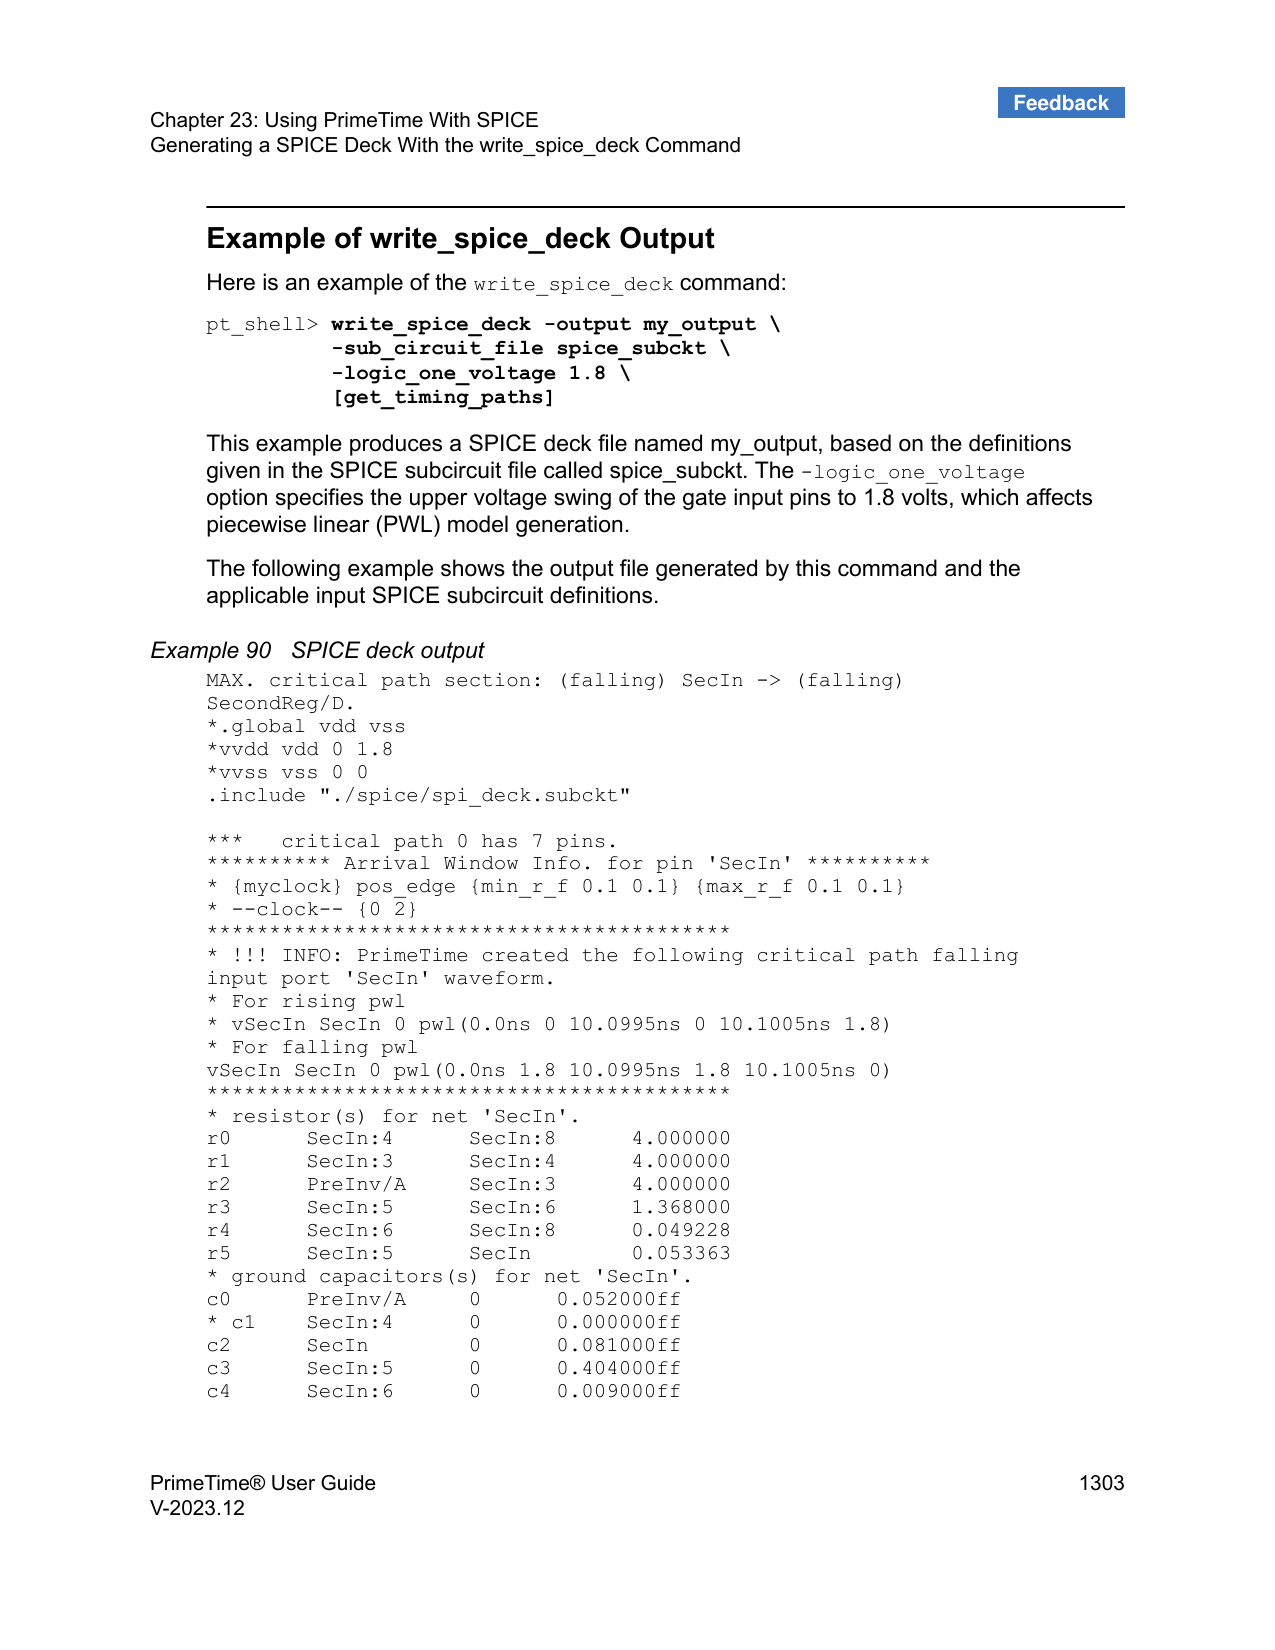 Feedback
Chapter 23: Using PrimeTime With SPICE
Generating a SPICE Deck With the write_spice_deck Command
Example of write_spice_deck Output
Here is an example of the write_spice_deck command:
pt_shell> write_spice_deck -output my_output \
-sub_circuit_file spice_subckt \
-logic_one_voltage 1.8 \
[get_timing_paths]
This example produces a SPICE deck file named my_output, based on the definitions
given in the SPICE subcircuit file called spice_subckt. The -logic_one_voltage
option specifies the upper voltage swing of the gate input pins to 1.8 volts, which affects
piecewise linear (PWL) model generation.
The following example shows the output file generated by this command and the
applicable input SPICE subcircuit definitions.
Example 90 SPICE deck output
MAX. critical path section: (falling) SecIn -> (falling)
SecondReg/D.
*.global vdd vss
*vvdd vdd 0 1.8
*vvss vss 0 0
.include "./spice/spi_deck.subckt"
*** critical path 0 has 7 pins.
********** Arrival Window Info. for pin 'SecIn' **********
* {myclock} pos_edge {min_r_f 0.1 0.1} {max_r_f 0.1 0.1}
* --clock-- {0 2}
******************************************
* !!! INFO: PrimeTime created the following critical path falling
input port 'SecIn' waveform.
* For rising pwl
* vSecIn SecIn 0 pwl(0.0ns 0 10.0995ns 0 10.1005ns 1.8)
* For falling pwl
vSecIn SecIn 0 pwl(0.0ns 1.8 10.0995ns 1.8 10.1005ns 0)
******************************************
* resistor(s) for net 'SecIn'.
r0 SecIn:4 SecIn:8 4.000000
r1 SecIn:3 SecIn:4 4.000000
r2 PreInv/A SecIn:3 4.000000
r3 SecIn:5 SecIn:6 1.368000
r4 SecIn:6 SecIn:8 0.049228
r5 SecIn:5 SecIn 0.053363
* ground capacitors(s) for net 'SecIn'.
c0 PreInv/A 0 0.052000ff
* c1 SecIn:4 0 0.000000ff
c2 SecIn 0 0.081000ff
c3 SecIn:5 0 0.404000ff
c4 SecIn:6 0 0.009000ff
PrimeTime® User Guide 1303
V-2023.12